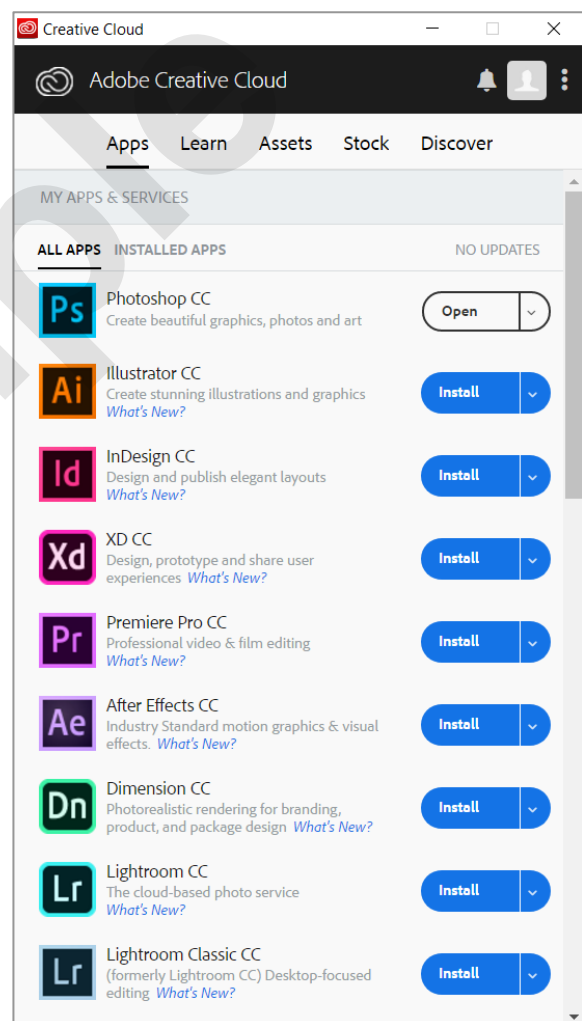 Creative Cloud
Adobe Creative Cloud
Apps Learn Assets Stock Discover
MY APPS & SERVICES
ALL APPS INSTALLED APPS NO UPDATES
Ps Photoshop CC
Create beautiful graphics, photos and art
Open
Ai Illustrator CC
Create stunning illustrations and graphics
What's New?
Install
Id InDesign CC
Design and publish elegant layouts
What's New?
Install
Xd XD CC
Design, prototype and share user
experiences What's New?
Install
Pr Premiere Pro CC
Professional video & film editing
What's New?
Install
Ae After Effects CC
Industry Standard motion graphics & visual
effects. What's New?
Install
Dn Dimension CC
Photorealistic rendering for branding,
product, and package design What's New?
Install
Lr Lightroom CC
The cloud-based photo service
What's New?
Install
Lr Lightroom Classic CC
(formerly Lightroom CC) Desktop-focused
editing What's New?
Install